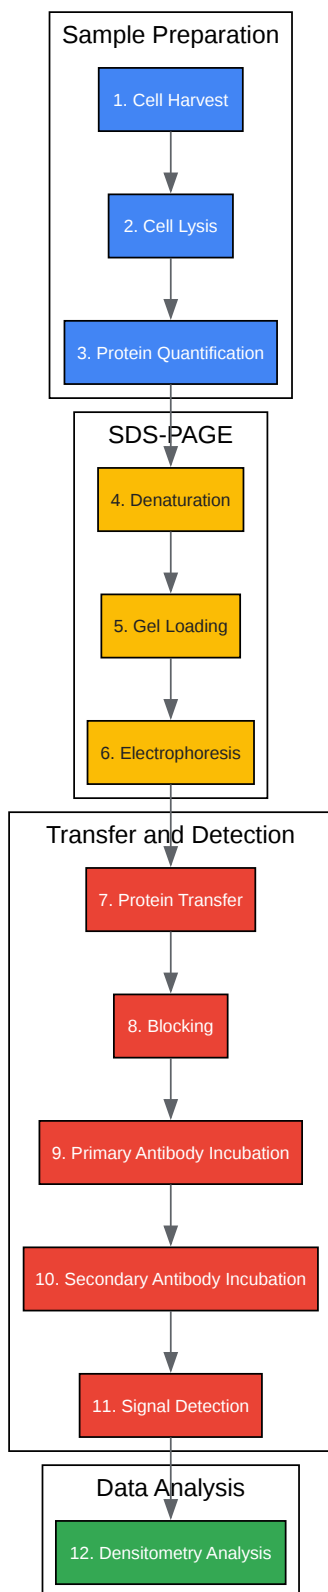 Sample Preparation
1. Cell Harvest
2. Cell Lysis
3. Protein Quantification
SDS-PAGE
4. Denaturation
5. Gel Loading
6. Electrophoresis
Transfer and Detection
7. Protein Transfer
8. Blocking
9. Primary Antibody Incubation
10. Secondary Antibody Incubation
11. Signal Detection
Data Analysis
12. Densitometry Analysis